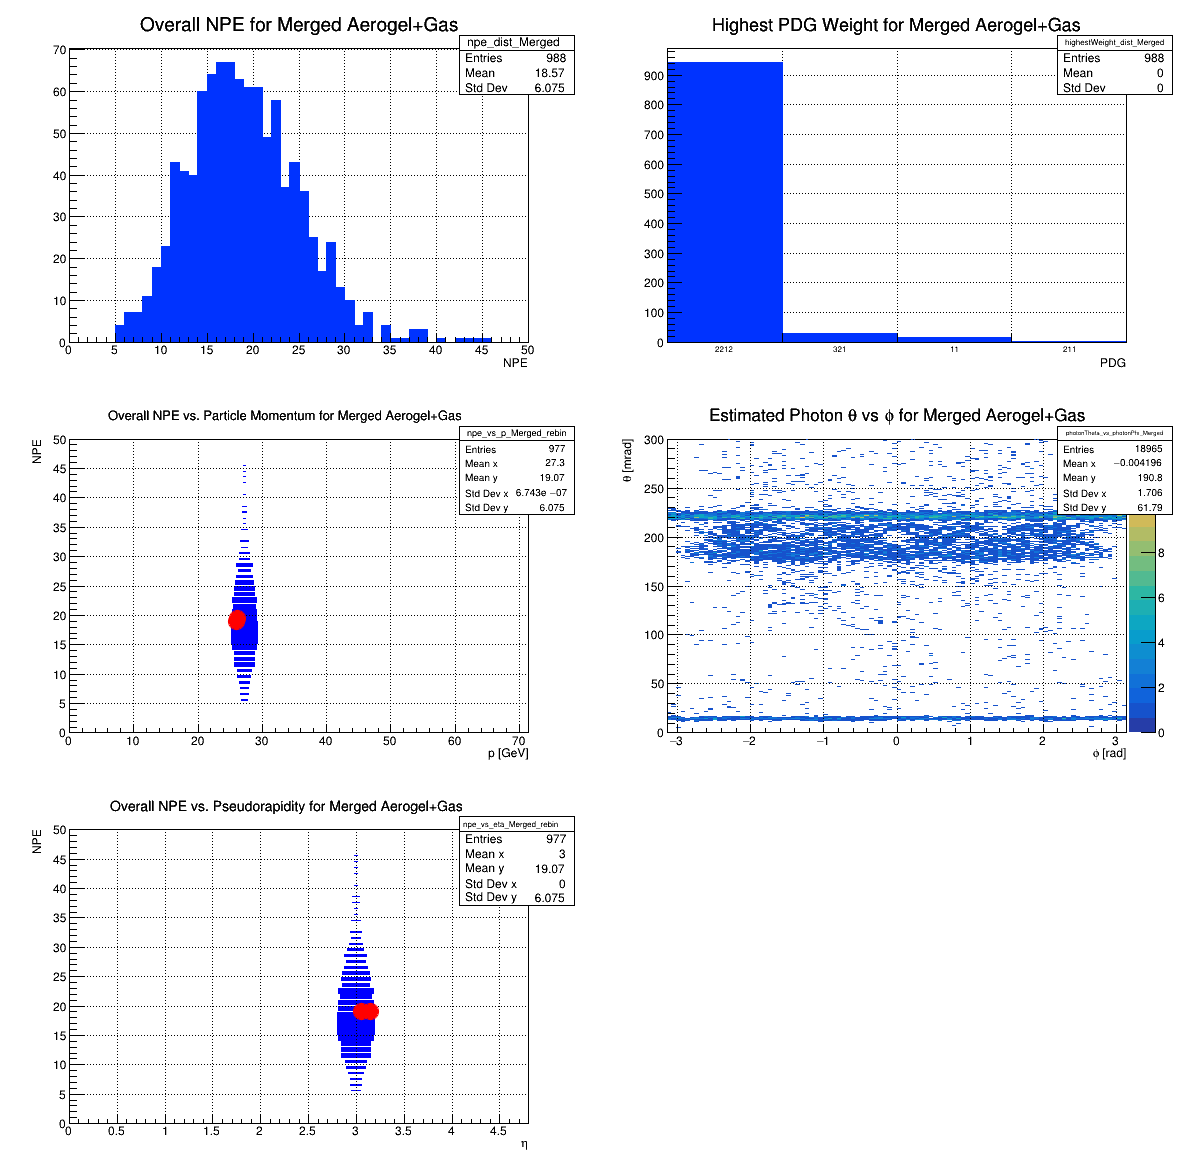 Overall NPE for Merged Aerogel+Gas
npe_dist_Merged
Entries 988
Mean 18.57
Std Dev 6.075
70
60
50
40
30
20
10
0
0 5 10 15 20 25 30 35 40 45 50
NPE
Highest PDG Weight for Merged Aerogel+Gas
highestWeight_dist_Merged
Entries 988
Mean 0
Std Dev 0
900
800
700
600
500
400
300
200
100
0
2212 321 11 211
PDG
Overall NPE vs. Particle Momentum for Merged Aerogel+Gas
npe_vs_p_Merged_rebin
Entries 977
Mean x 27.3
Mean y 19.07
Std Dev x 6.743e −07
Std Dev y 6.075
NPE
50
45
40
35
30
25
20
15
10
5
0
0 10 20 30 40 50 60 70
p [GeV]
Estimated Photon θ vs ϕ for Merged Aerogel+Gas
photonTheta_vs_photonPhi_Merged
Entries 18965
Mean x −0.004196
Mean y 190.8
Std Dev x 1.706
Std Dev y 61.79
θ [mrad]
300
250
200
150
100
50
0
−3 −2 −1 0 1 2 3
ϕ [rad]
8
6
4
2
0
Overall NPE vs. Pseudorapidity for Merged Aerogel+Gas
npe_vs_eta_Merged_rebin
Entries 977
Mean x 3
Mean y 19.07
Std Dev x 0
Std Dev y 6.075
NPE
50
45
40
35
30
25
20
15
10
5
0
0 0.5 1 1.5 2 2.5 3 3.5 4 4.5
η